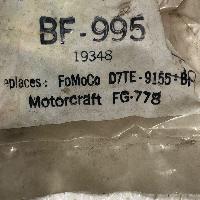 BF-995
19348
eplaces: FoMoCo D7TE-9155-
Motorcraft FG-778